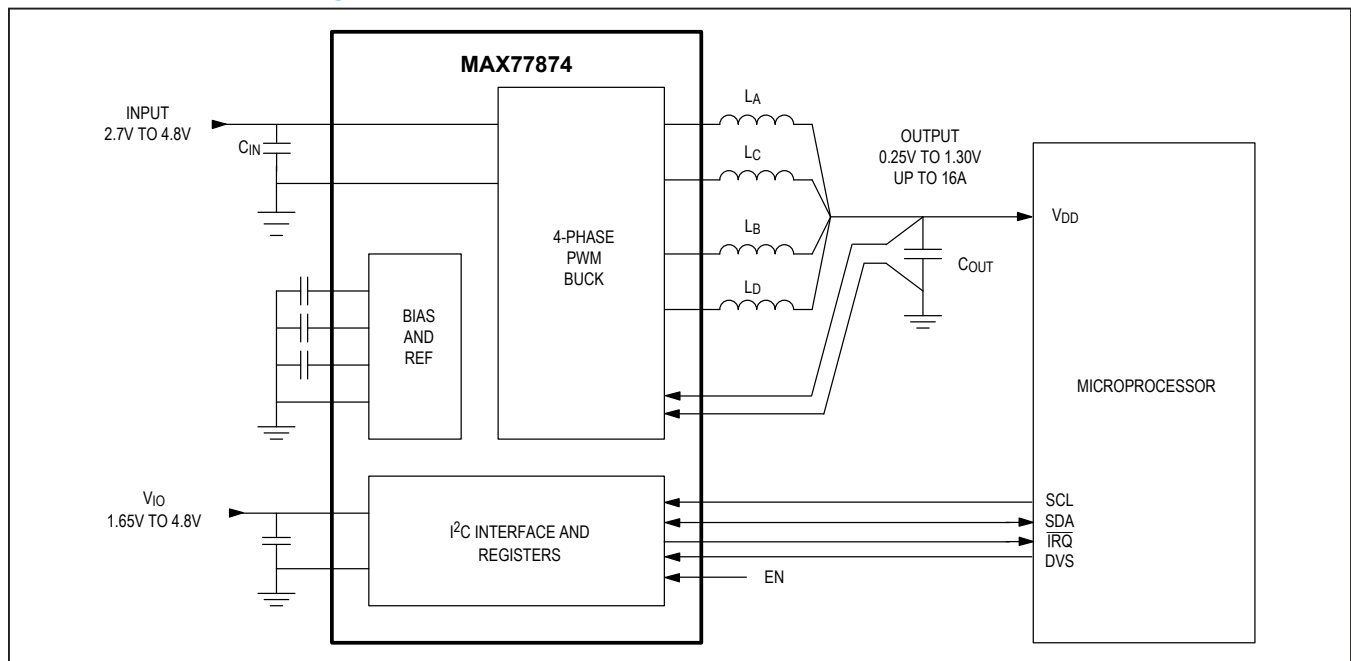 MAX77874
INPUT
2.7V TO 4.8V
CIN
LA
LC
LB
LD
OUTPUT
0.25V TO 1.30V
UP TO 16A
VDD
COUT
4-PHASE
PWM
BUCK
BIAS
AND
REF
MICROPROCESSOR
VIO
1.65V TO 4.8V
I2C INTERFACE AND
REGISTERS
SCL
SDA
IRQ
DVS
EN